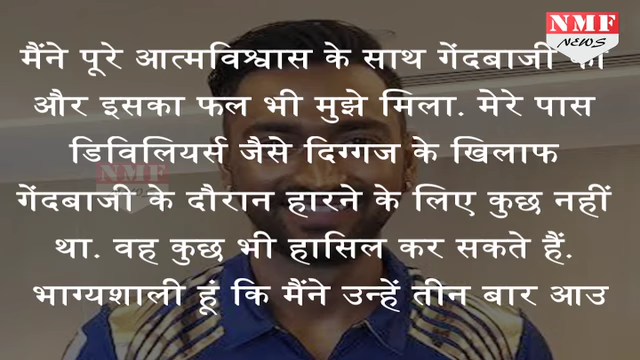 NMF
NEWS
मैंने पूरे आत्मविश्वास के साथ गेंदबाजी
और इसका फल भी मुझे मिला. मेरे पास
डिविलियर्स जैसे दिग्गज के खिलाफ
गेंदबाजी के दौरान हारने के लिए कुछ नहीं
था. वह कुछ भी हासिल कर सकते हैं.
भाग्यशाली हूं कि मैंने उन्हें तीन बार आउ
NMF